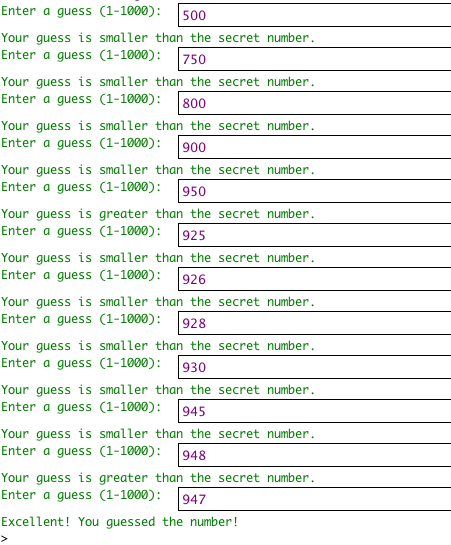 Enter a guess (1-1000): 500
Your guess is smaller than the secret number.
Enter a guess (1-1000): 750
Your guess is smaller than the secret number.
Enter a guess (1-1000): 800
Your guess is smaller than the secret number.
Enter a guess (1-1000): 900
Your guess is smaller than the secret number.
Enter a guess (1-1000): 950
Your guess is greater than the secret number.
Enter a guess (1-1000): 925
Your guess is smaller than the secret number.
Enter a guess (1-1000): 926
Your guess is smaller than the secret number.
Enter a guess (1-1000): 928
Your guess is smaller than the secret number.
Enter a guess (1-1000): 930
Your guess is smaller than the secret number.
Enter a guess (1-1000): 945
Your guess is smaller than the secret number.
Enter a guess (1-1000): 948
Your guess is greater than the secret number.
Enter a guess (1-1000): 947
Excellent! You guessed the number!
>